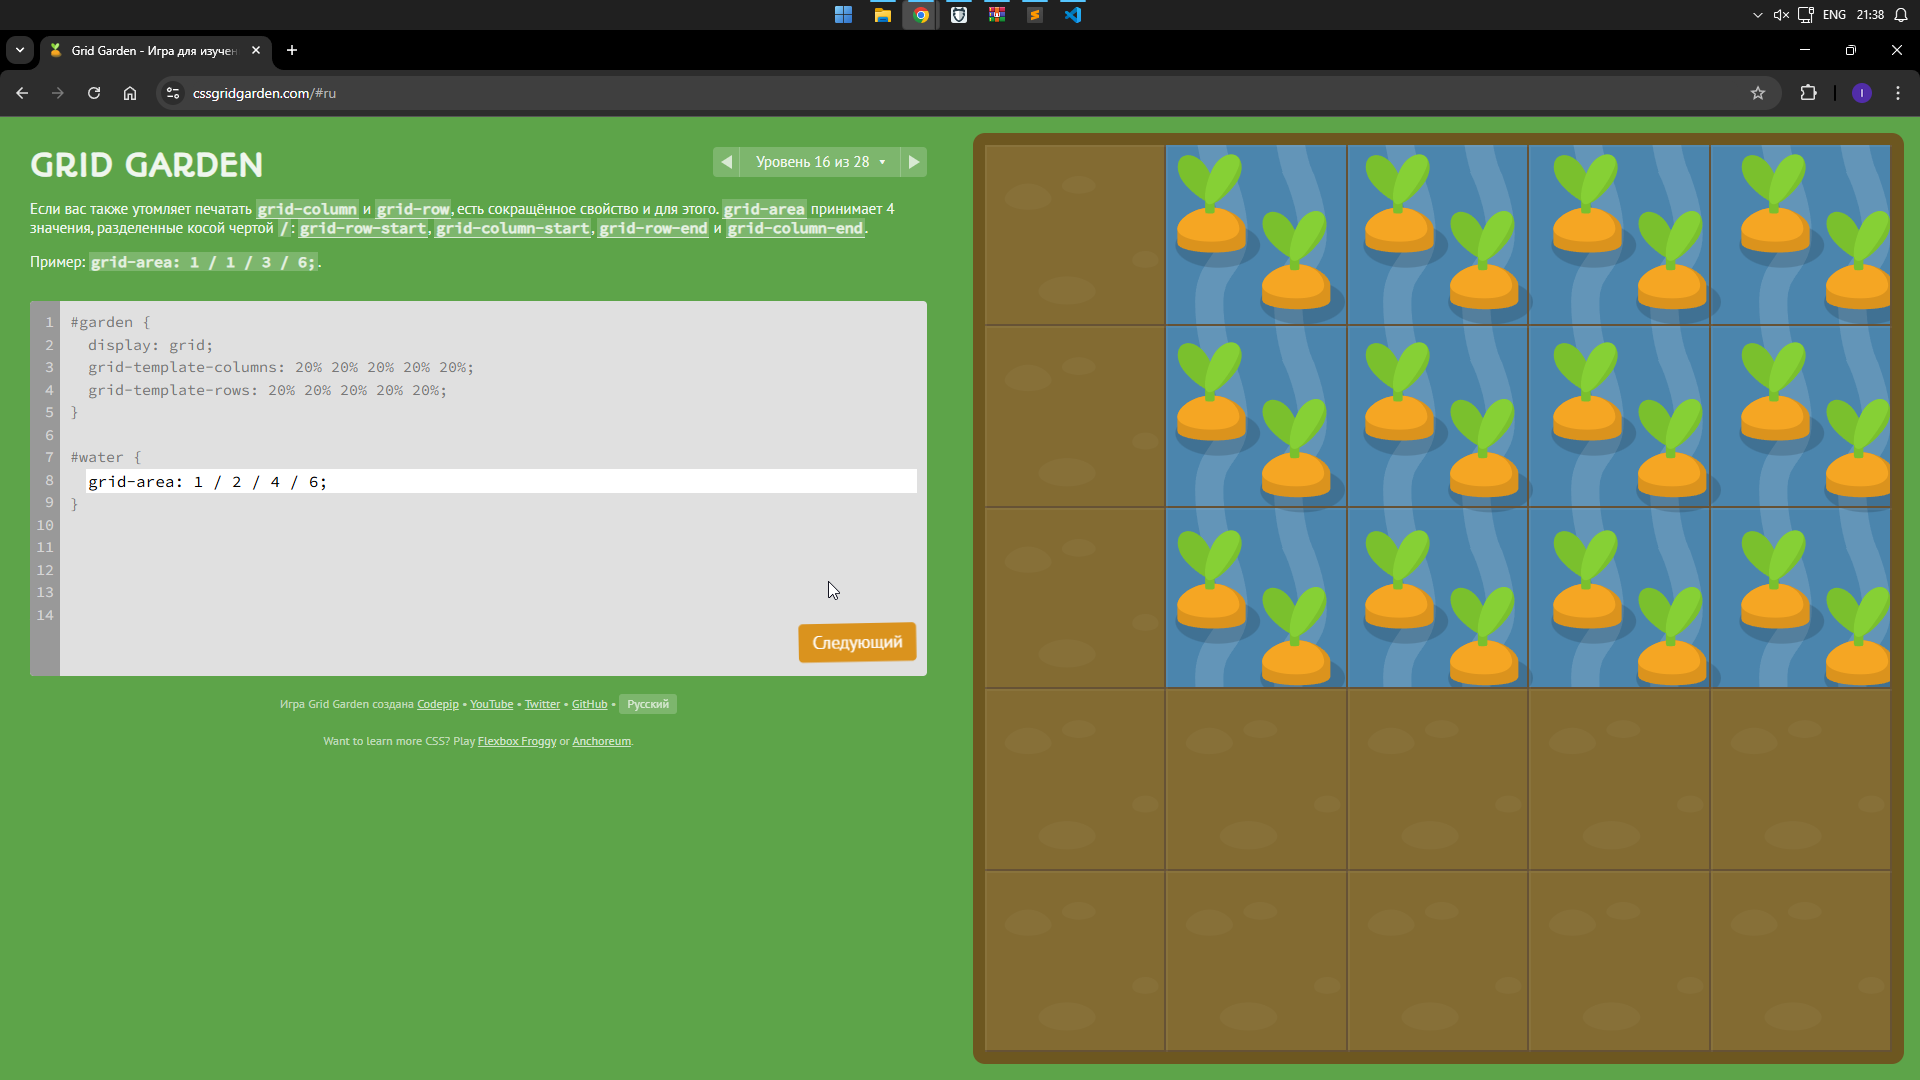 ENG 21:38
Grid Garden - Игра для изучен
cssgridgarden.com/#ru
I
GRID GARDEN
Уровень 16 из 28
Если вас также утомляет печатать grid-column и grid-row, есть сокращённое свойство и для этого. grid-area принимает 4
значения, разделенные косой чертой /: grid-row-start, grid-column-start, grid-row-end и grid-column-end.
Пример: grid-area: 1 / 1 / 3 / 6;.
1 #garden {
2 display: grid;
3 grid-template-columns: 20% 20% 20% 20% 20%;
4 grid-template-rows: 20% 20% 20% 20% 20%;
5 }
6
7 #water {
8 grid-area: 1 / 2 / 4 / 6;
9 }
10
11
12
13
14
Следующий
Игра Grid Garden создана Codepip • YouTube • Twitter • GitHub • Русский
Want to learn more CSS? Play Flexbox Froggy or Anchoreum.